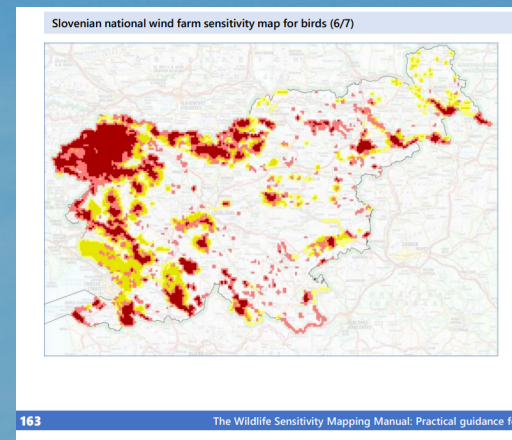 Slovenian national wind farm sensitivity map for birds (6/7)
163
The Wildlife Sensitivity Mapping Manual: Practical guidance f